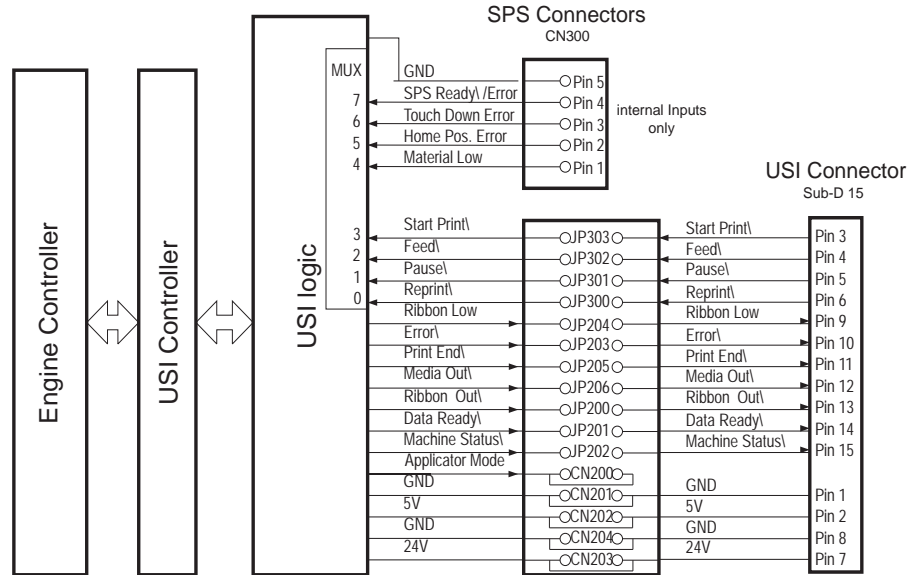 SPS Connectors
CN300
MUX
GND
Pin 5
7
SPS Ready\ /Error
Pin 4
6
Touch Down Error
Pin 3
5
Home Pos. Error
Pin 2
4
Material Low
Pin 1
internal Inputs
only
USI Connector
Sub-D 15
Engine Controller
USI Controller
USI logic
3
Start Print\
JP303
Start Print\
Pin 3
2
Feed\
JP302
Feed\
Pin 4
1
Pause\
JP301
Pause\
Pin 5
0
Reprint\
JP300
Reprint\
Pin 6
Ribbon Low
JP204
Ribbon Low
Pin 9
Error\
JP203
Error\
Pin 10
Print End\
JP205
Print End\
Pin 11
Media Out\
JP206
Media Out\
Pin 12
Ribbon Out\
JP200
Ribbon Out\
Pin 13
Data Ready\
JP201
Data Ready\
Pin 14
Machine Status\
JP202
Machine Status\
Pin 15
Applicator Mode
CN200
GND
CN201
GND
Pin 1
5V
CN202
5V
Pin 2
GND
CN204
GND
Pin 8
24V
CN203
24V
Pin 7